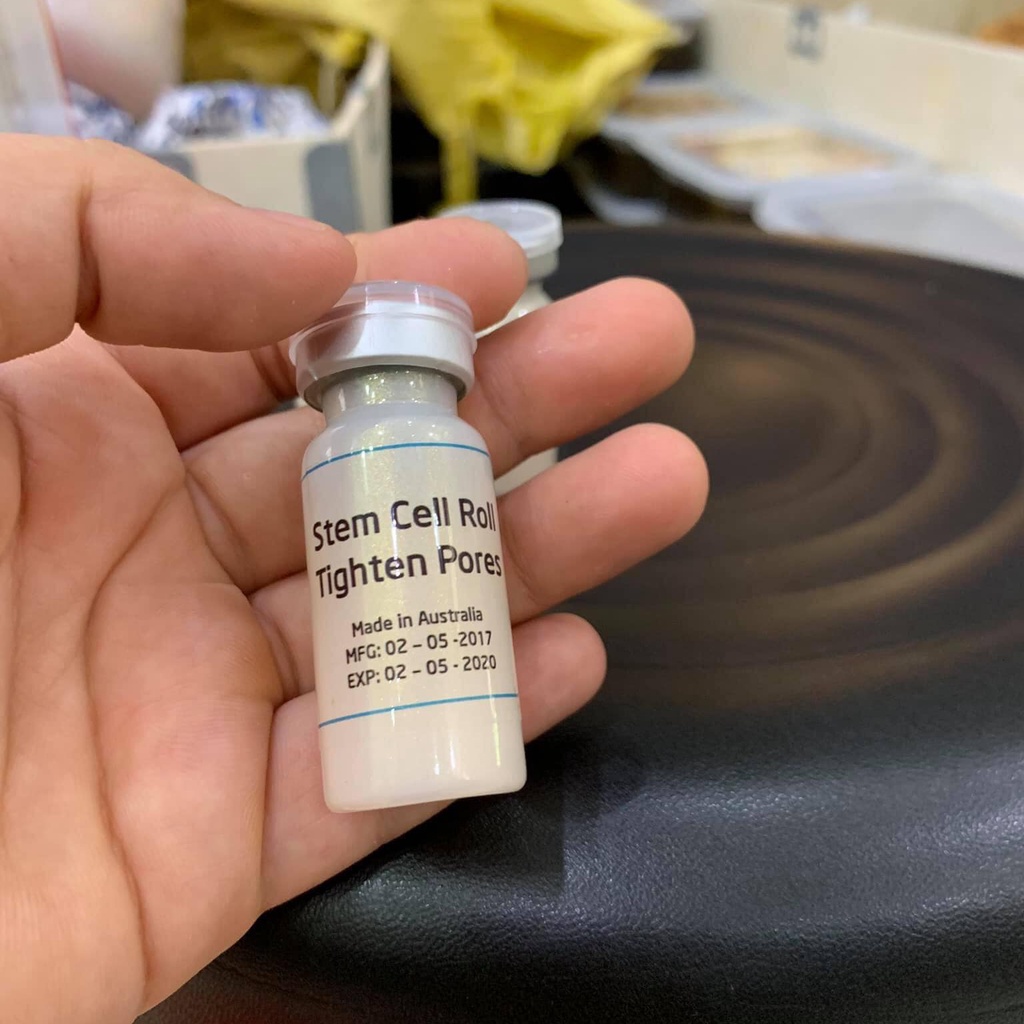 Stem Cell Roll
Tighten Pores
Made in Australia
MFG: 02 - 05 -2017
EXP: 02 - 05 - 2020